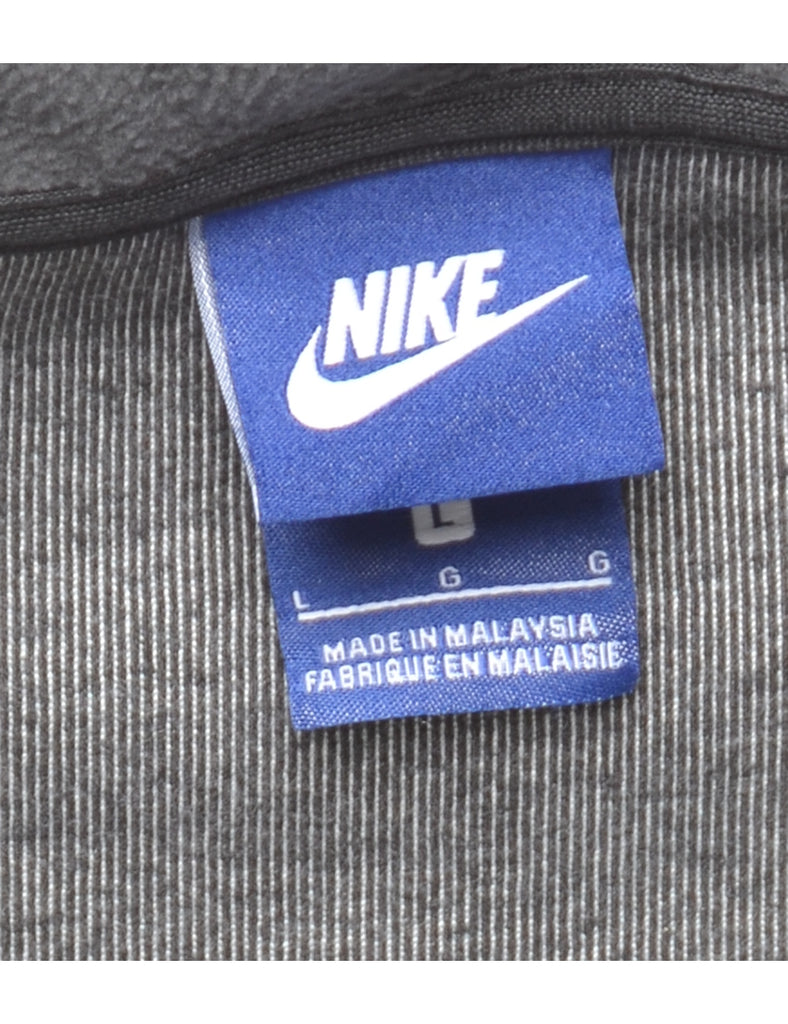 NIKE
L
L G G
MADE IN MALAYSIA
FABRIQUE EN MALAISIE